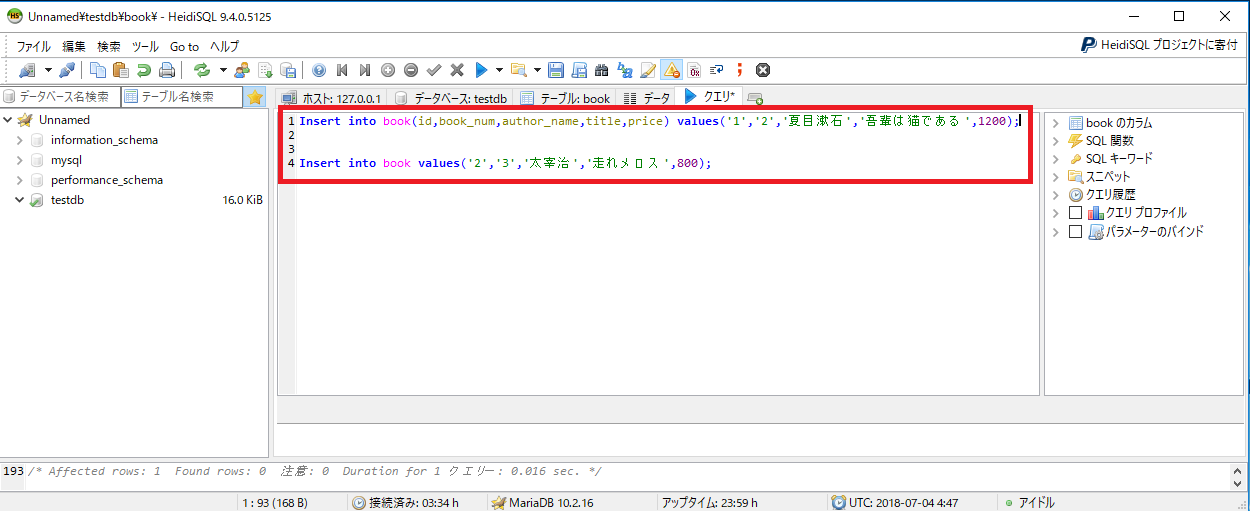 Unnamed¥testdb¥book¥ - HeidiSQL 9.4.0.5125
ファイル 編集 検索 ツール Go to ヘルプ
HeidiSQL プロジェクトに寄付
データベース名検索 テーブル名検索
ホスト: 127.0.0.1 データベース: testdb テーブル: book データ クエリ*
Unnamed
information_schema
mysql
performance_schema
testdb 16.0 KiB
1 Insert into book(id,book_num,author_name,title,price) values('1','2','夏目漱石','吾輩は猫である',1200);
2
3
4 Insert into book values('2','3','太宰治','走れメロス',800);
book のカラム
SQL 関数
SQL キーワード
スニペット
クエリ履歴
クエリ プロファイル
パラメーターのバインド
193 /* Affected rows: 1 Found rows: 0 注意: 0 Duration for 1 クエリー: 0.016 sec. */
1 : 93 (168 B) 接続済み: 03:34 h MariaDB 10.2.16 アップタイム: 23:59 h UTC: 2018-07-04 4:47 アイドル